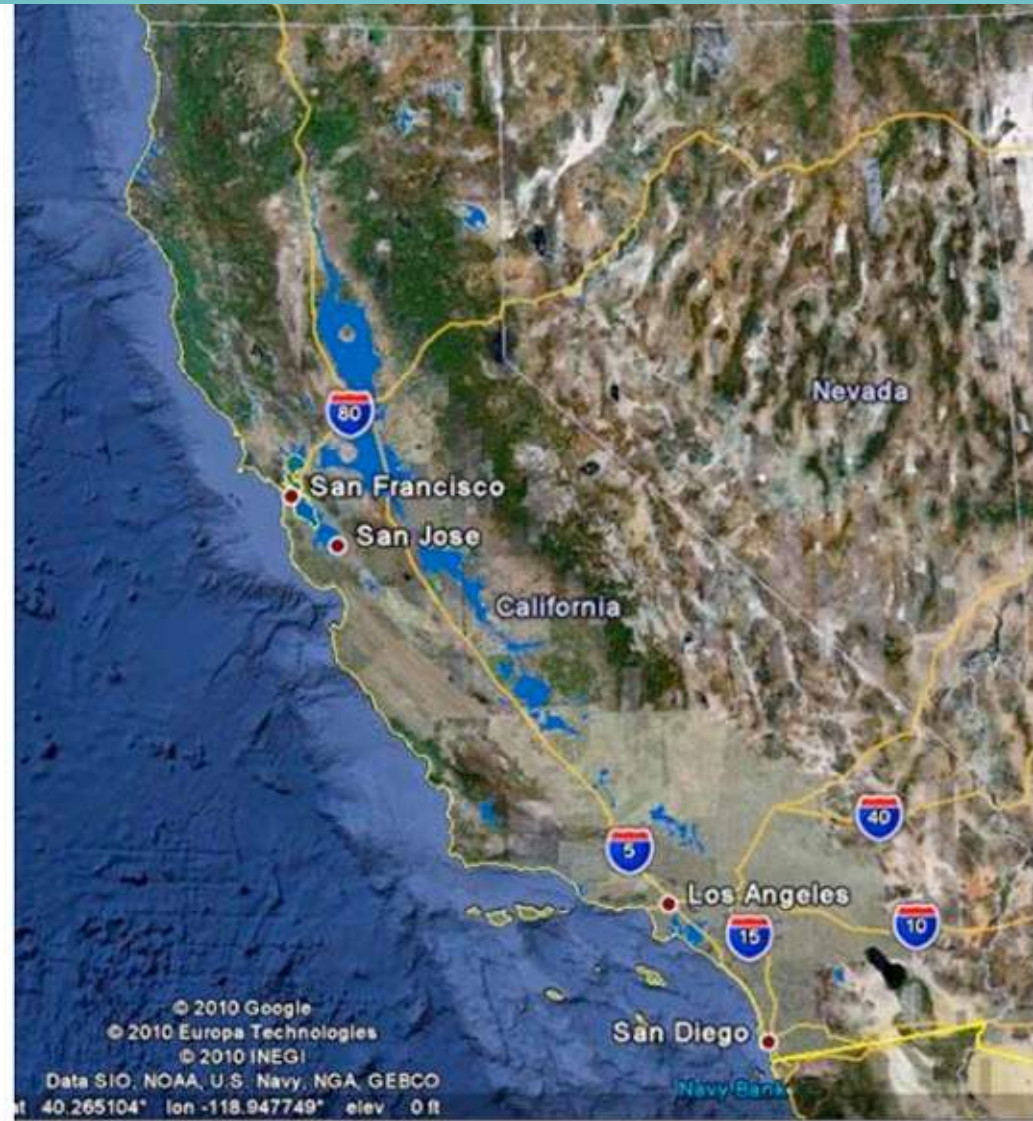 Nevada
80
San Francisco
San Jose
California
40
5
Los Angeles
15
10
© 2010 Google
© 2010 Europa Technologies
© 2010 INEGI
San Diego
Data SIO, NOAA, U.S. Navy, NGA, GEBCO
Navy Bank
40.265104° lon -118.947749° elev 0 ft